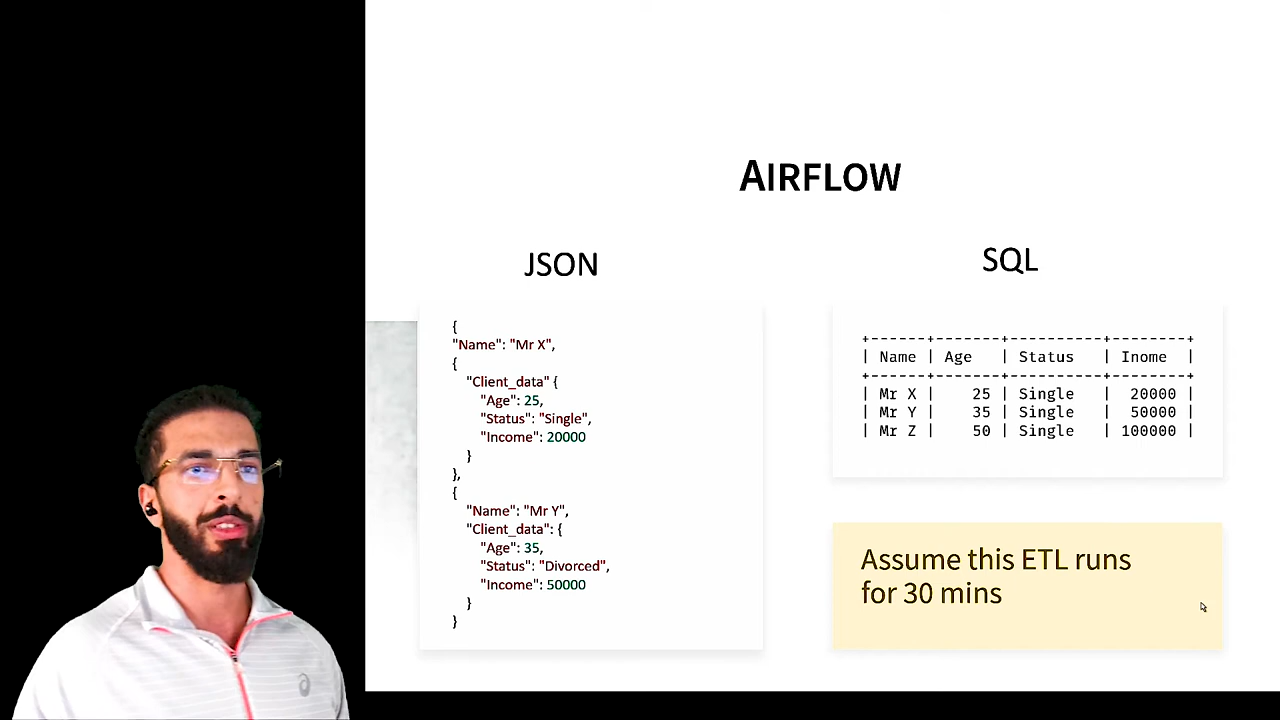 AIRFLOW
JSON
{
"Name": "Mr X",
{
"Client_data" {
"Age": 25,
"Status": "Single",
"Income": 20000
}
},
{
"Name": "Mr Y",
"Client_data": {
"Age": 35,
"Status": "Divorced",
"Income": 50000
}
}
SQL
+------+-------+----------+--------+
| Name | Age | Status | Inome |
+------+-------+----------+--------+
| Mr X | 25 | Single | 20000 |
| Mr Y | 35 | Single | 50000 |
| Mr Z | 50 | Single | 100000 |
Assume this ETL runs
for 30 mins